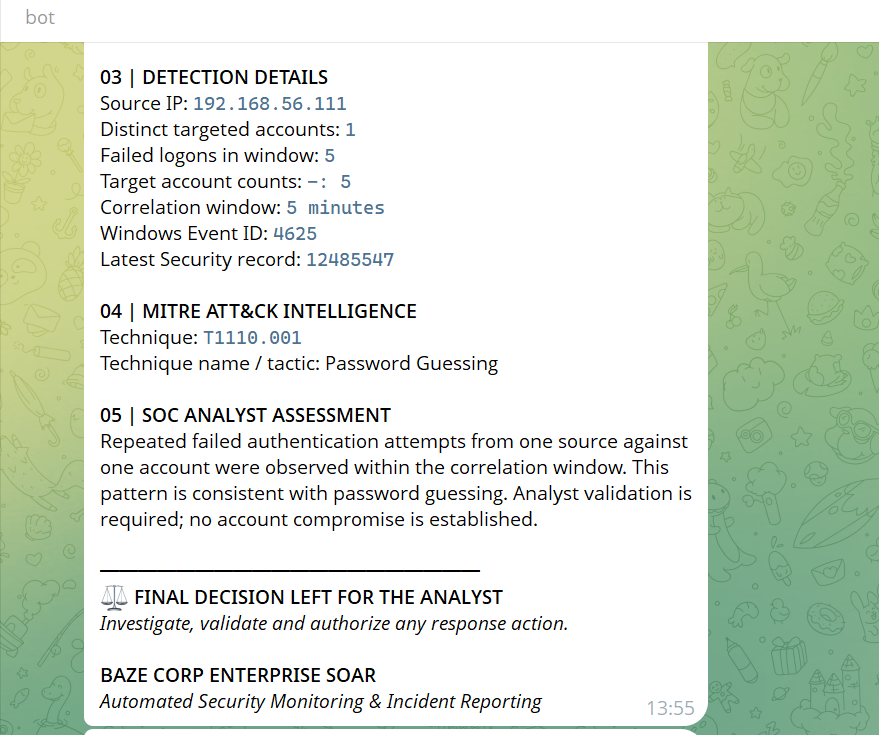 bot
03 | DETECTION DETAILS
Source IP: 192.168.56.111
Distinct targeted accounts: 1
Failed logons in window: 5
Target account counts: –: 5
Correlation window: 5 minutes
Windows Event ID: 4625
Latest Security record: 12485547
04 | MITRE ATT&CK INTELLIGENCE
Technique: T1110.001
Technique name / tactic: Password Guessing
05 | SOC ANALYST ASSESSMENT
Repeated failed authentication attempts from one source against
one account were observed within the correlation window. This
pattern is consistent with password guessing. Analyst validation is
required; no account compromise is established.
⚖️ FINAL DECISION LEFT FOR THE ANALYST
Investigate, validate and authorize any response action.
BAZE CORP ENTERPRISE SOAR
Automated Security Monitoring & Incident Reporting
13:55